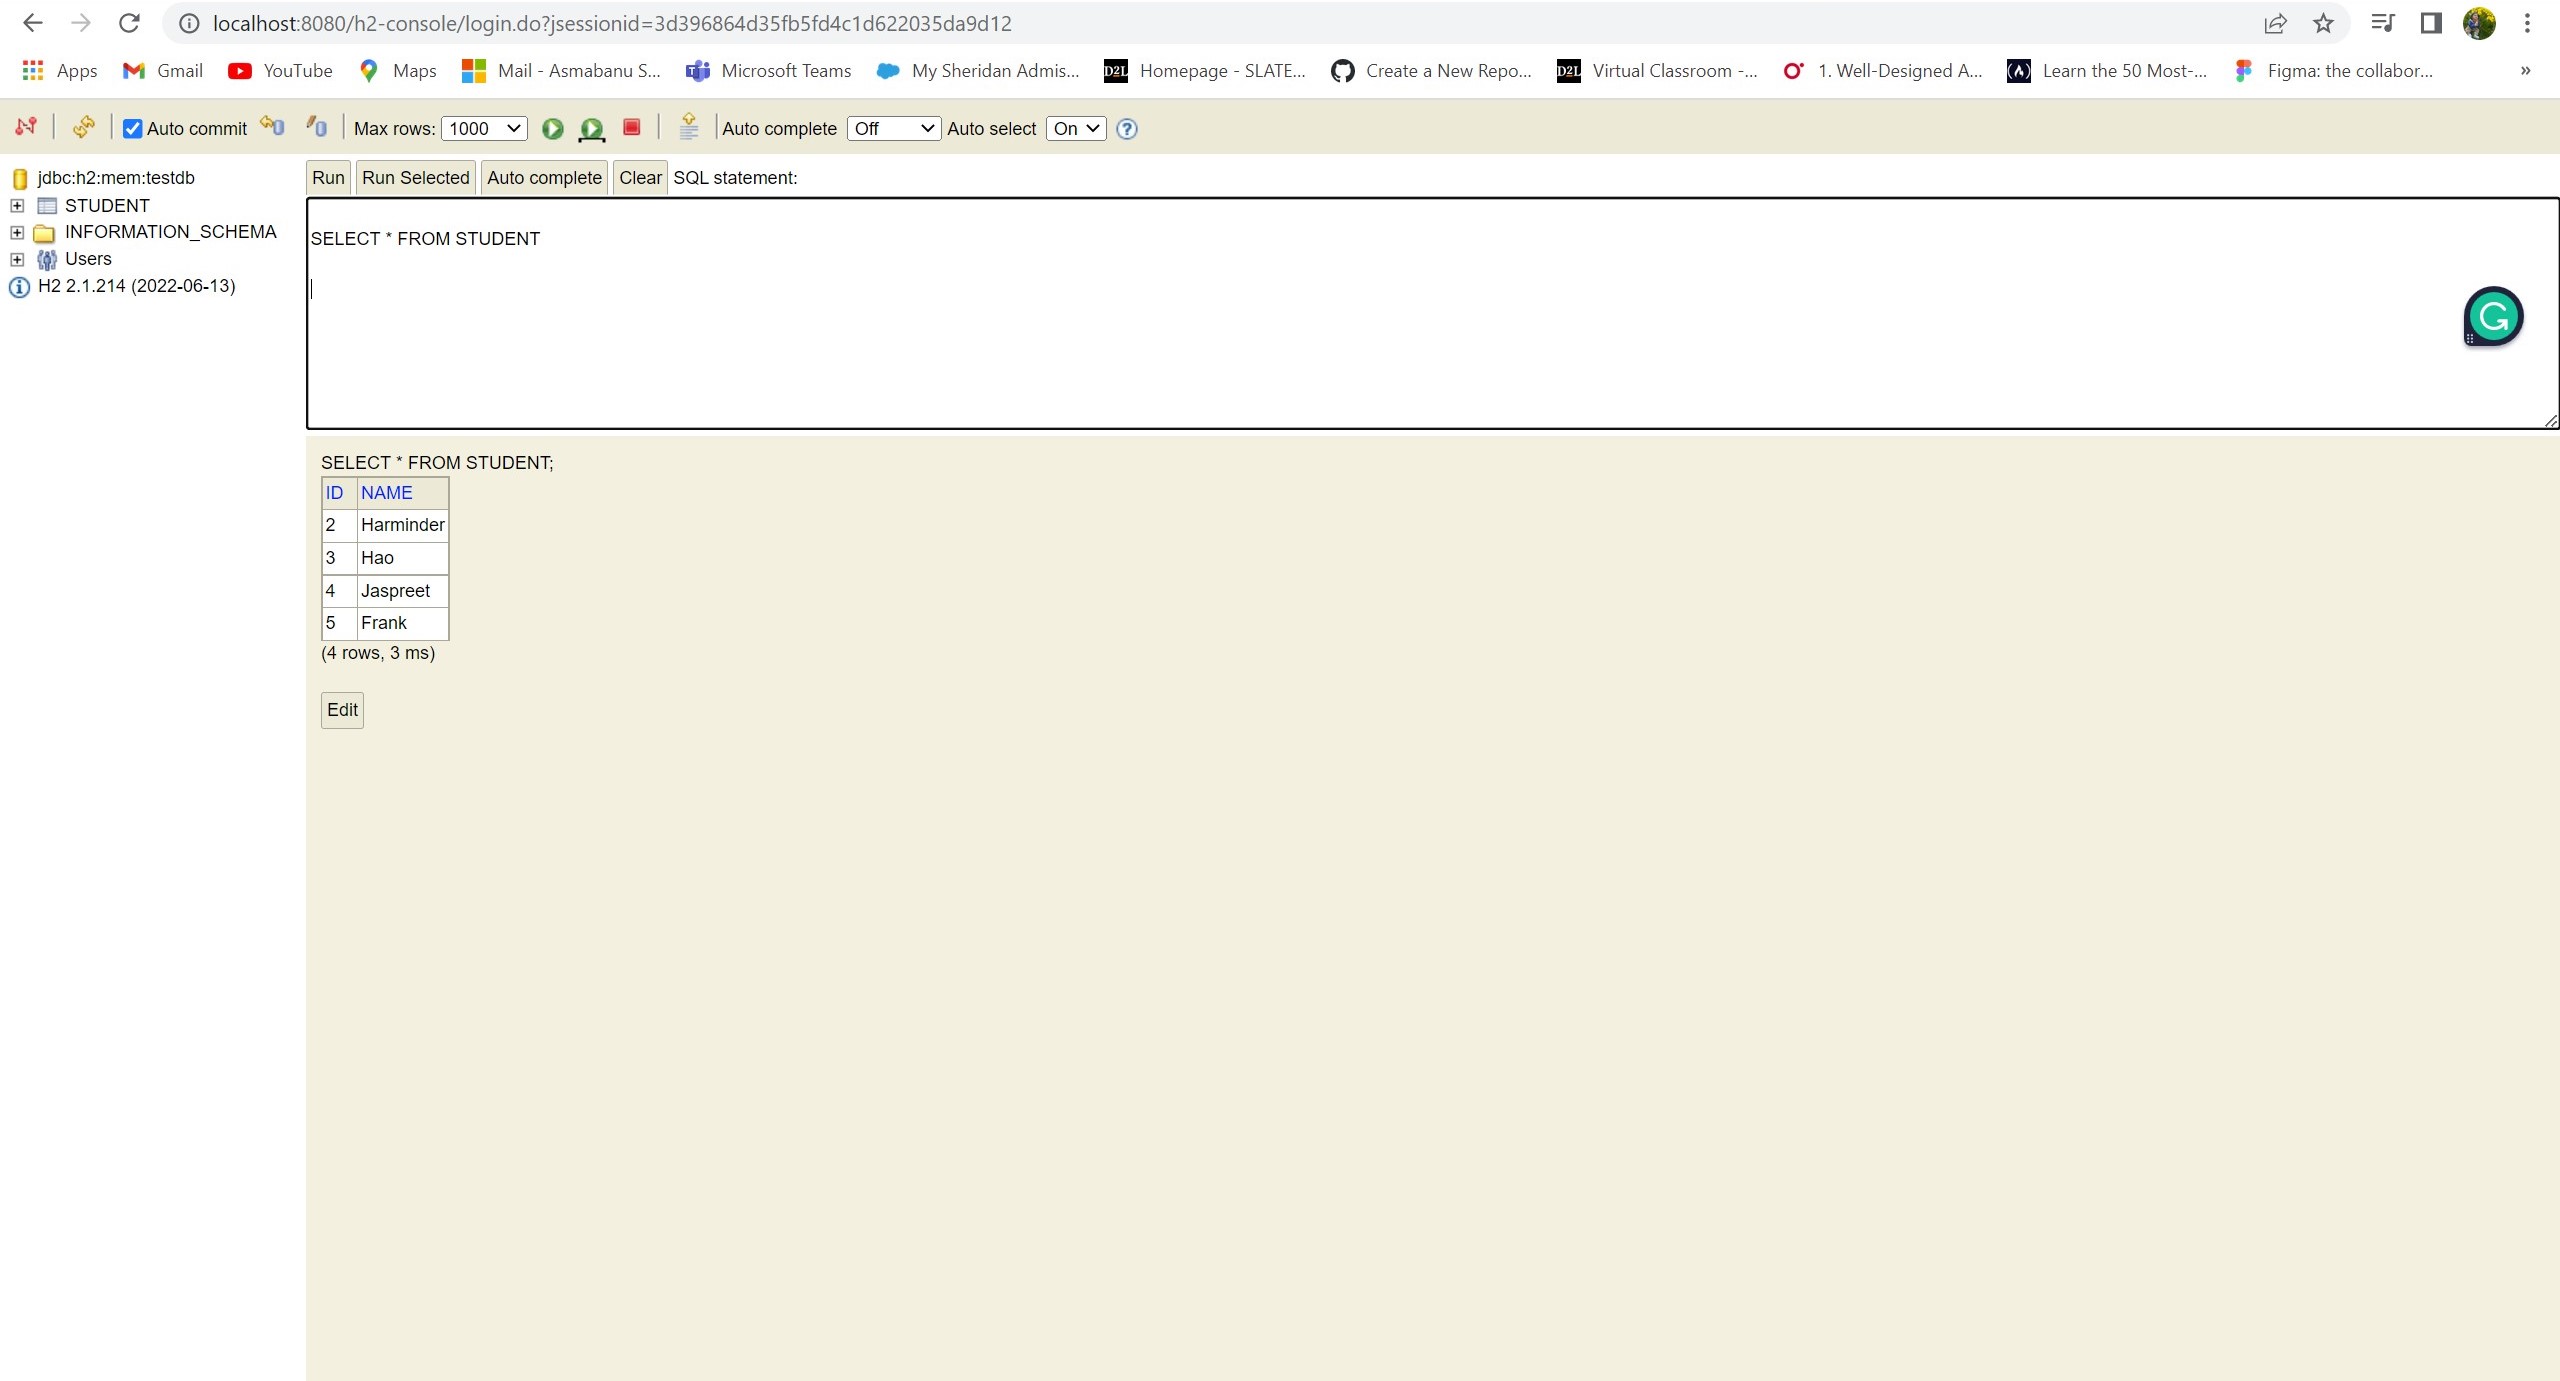 localhost:8080/h2-console/login.do?jsessionid=3d396864d35fb5fd4c1d622035da9d12
Apps Gmail YouTube Maps Mail - Asmabanu S... Microsoft Teams My Sheridan Admis... D2L Homepage - SLATE... Create a New Repo... D2L Virtual Classroom -... 1. Well-Designed A... Learn the 50 Most-... Figma: the collabor... »
Auto commit Max rows: 1000 Auto complete Off Auto select On ?
jdbc:h2:mem:testdb
STUDENT
INFORMATION_SCHEMA
Users
H2 2.1.214 (2022-06-13)
Run Run Selected Auto complete Clear SQL statement:
SELECT * FROM STUDENT
SELECT * FROM STUDENT;
ID NAME
2 Harminder
3 Hao
4 Jaspreet
5 Frank
(4 rows, 3 ms)
Edit